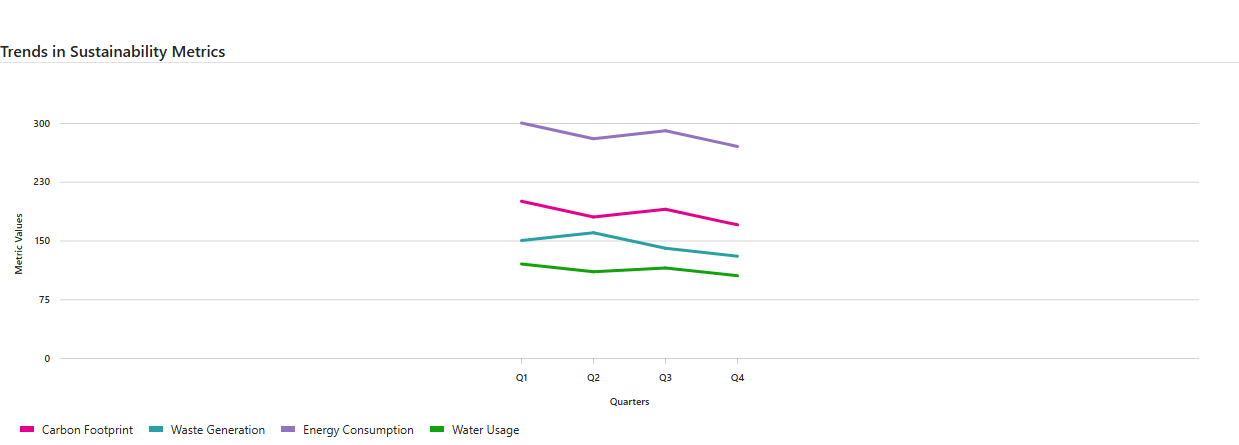 Trends in Sustainability Metrics
300
230
150
75
0
Metric Values
Q1 Q2 Q3 Q4
Quarters
Carbon Footprint Waste Generation Energy Consumption Water Usage